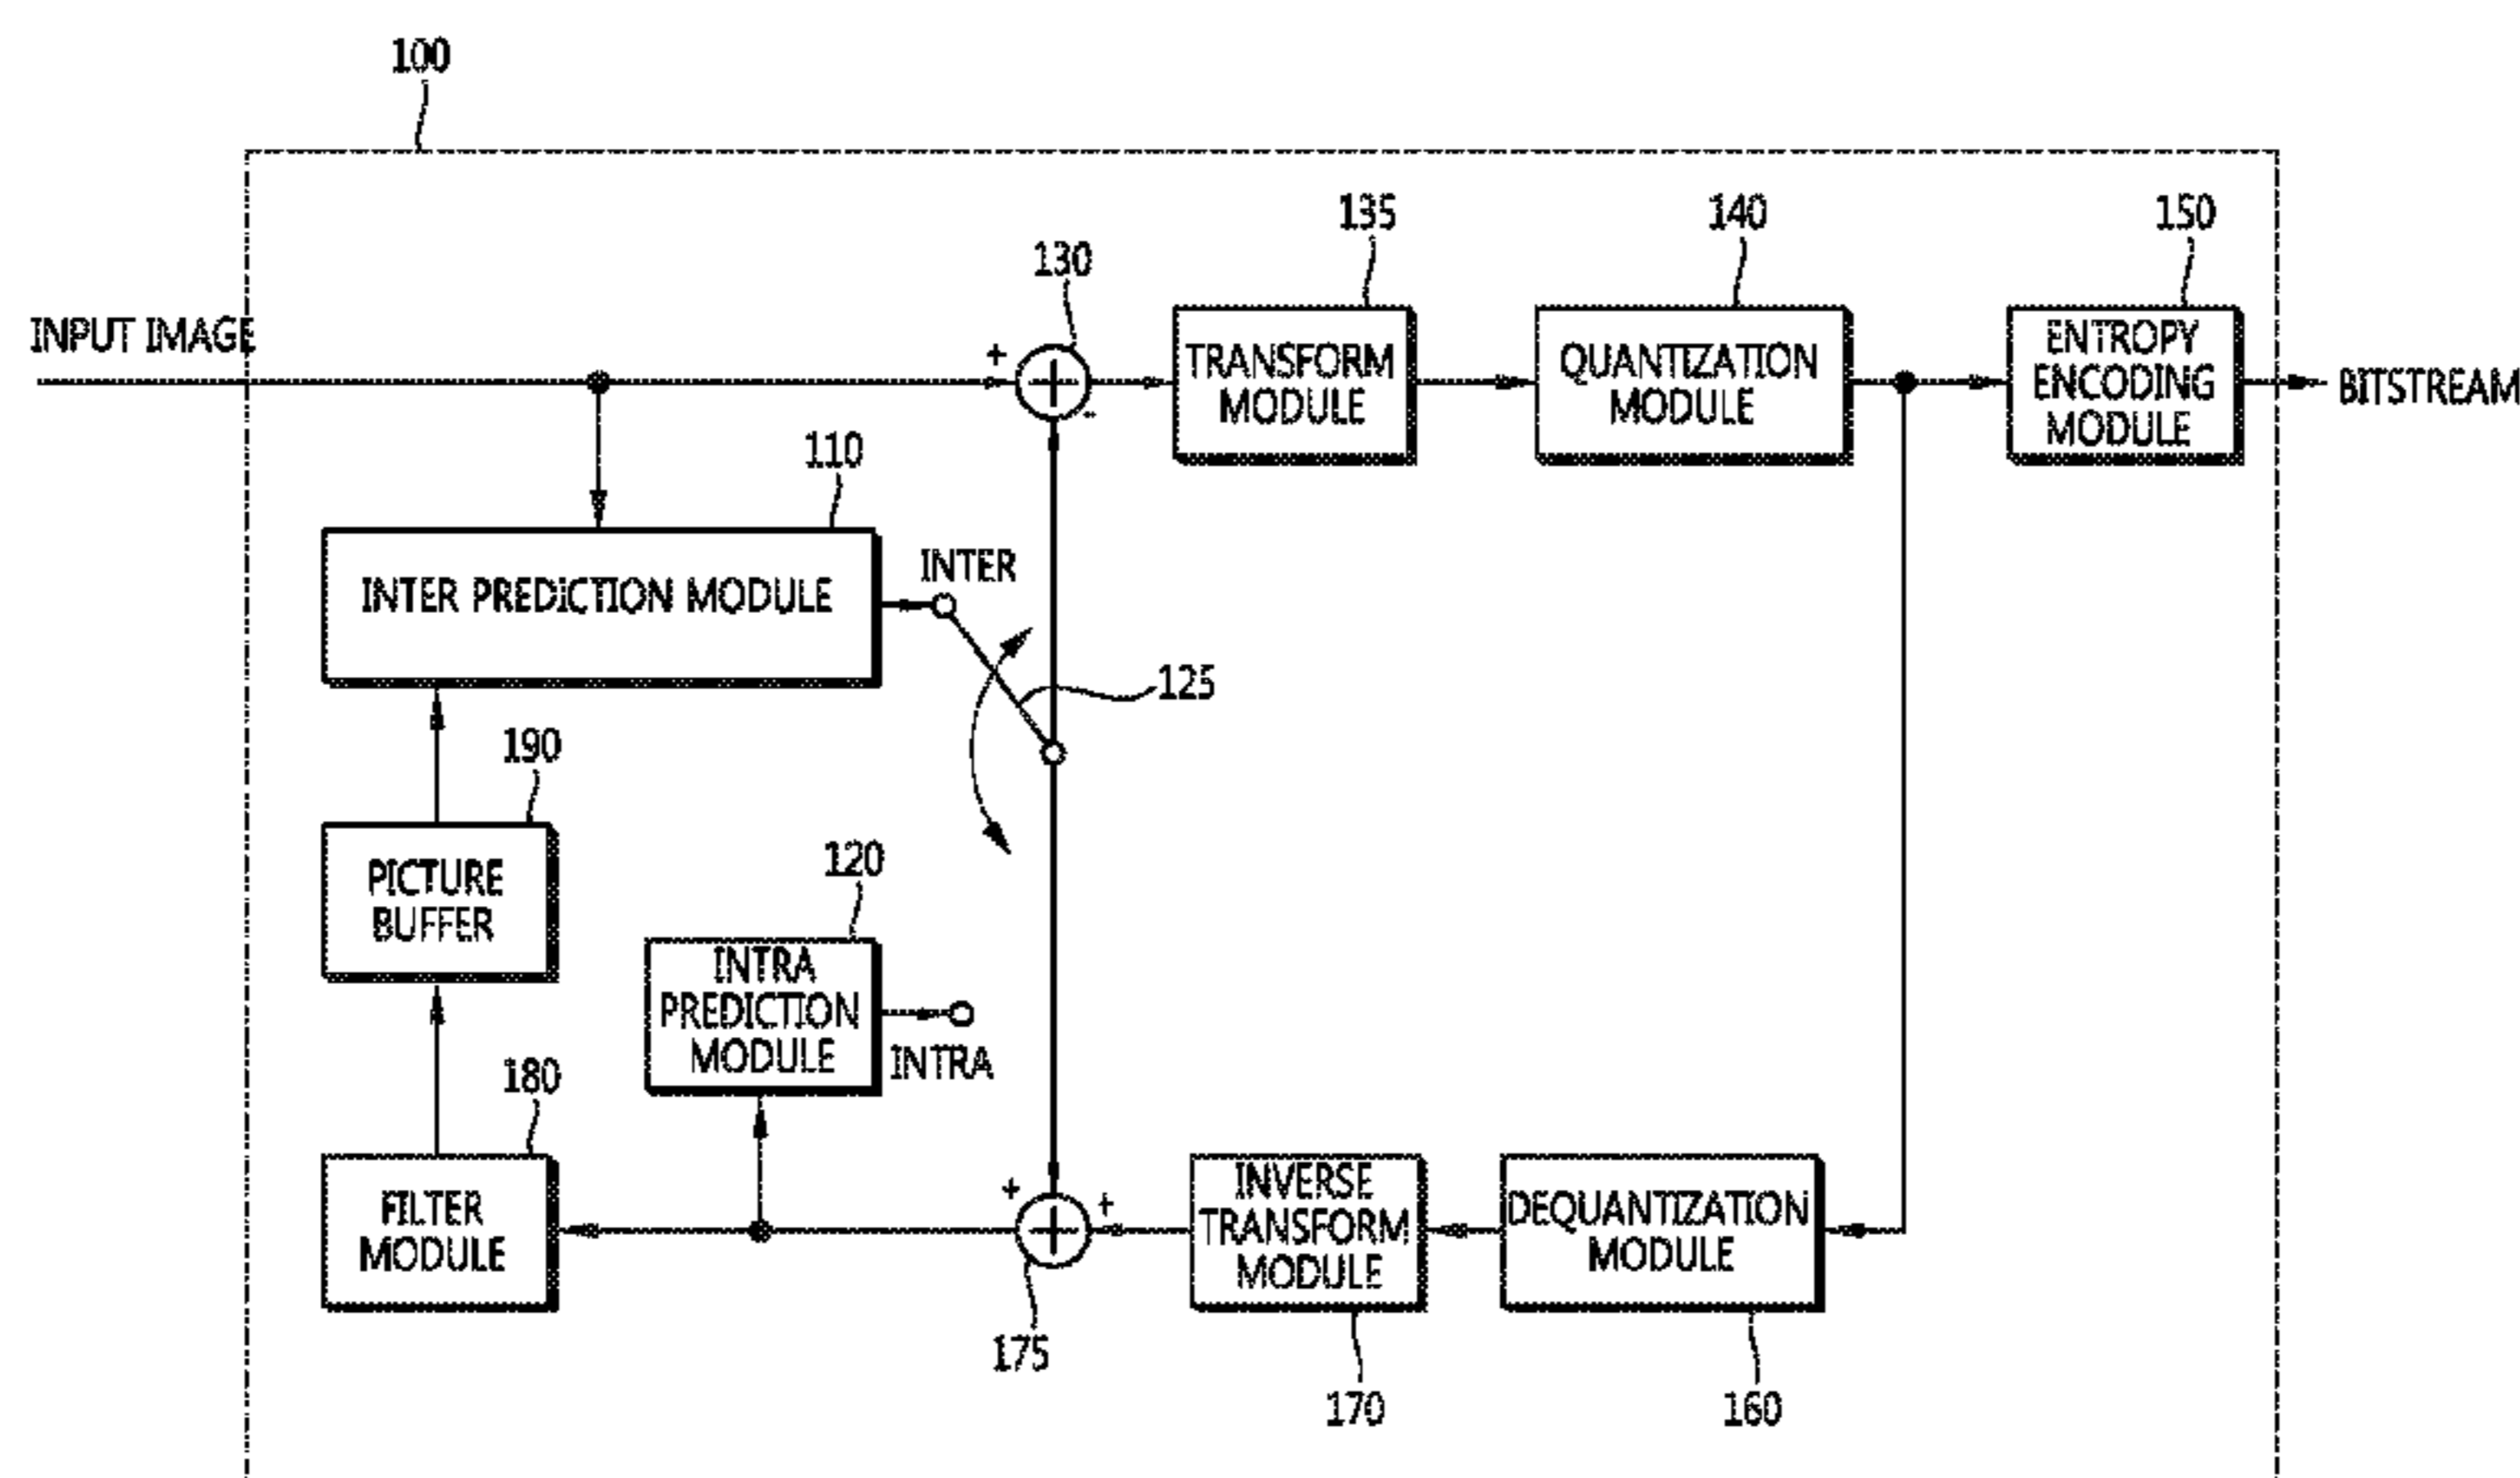 100
135
140
150
130
INPUT IMAGE
+
-
TRANSFORM
MODULE
QUANTIZATION
MODULE
ENTROPY
ENCODING
MODULE
BITSTREAM
110
INTER PREDICTION MODULE
INTER
125
190
PICTURE
BUFFER
120
INTRA
PREDICTION
MODULE
INTRA
180
FILTER
MODULE
+
+
INVERSE
TRANSFORM
MODULE
DEQUANTIZATION
MODULE
175
170
160